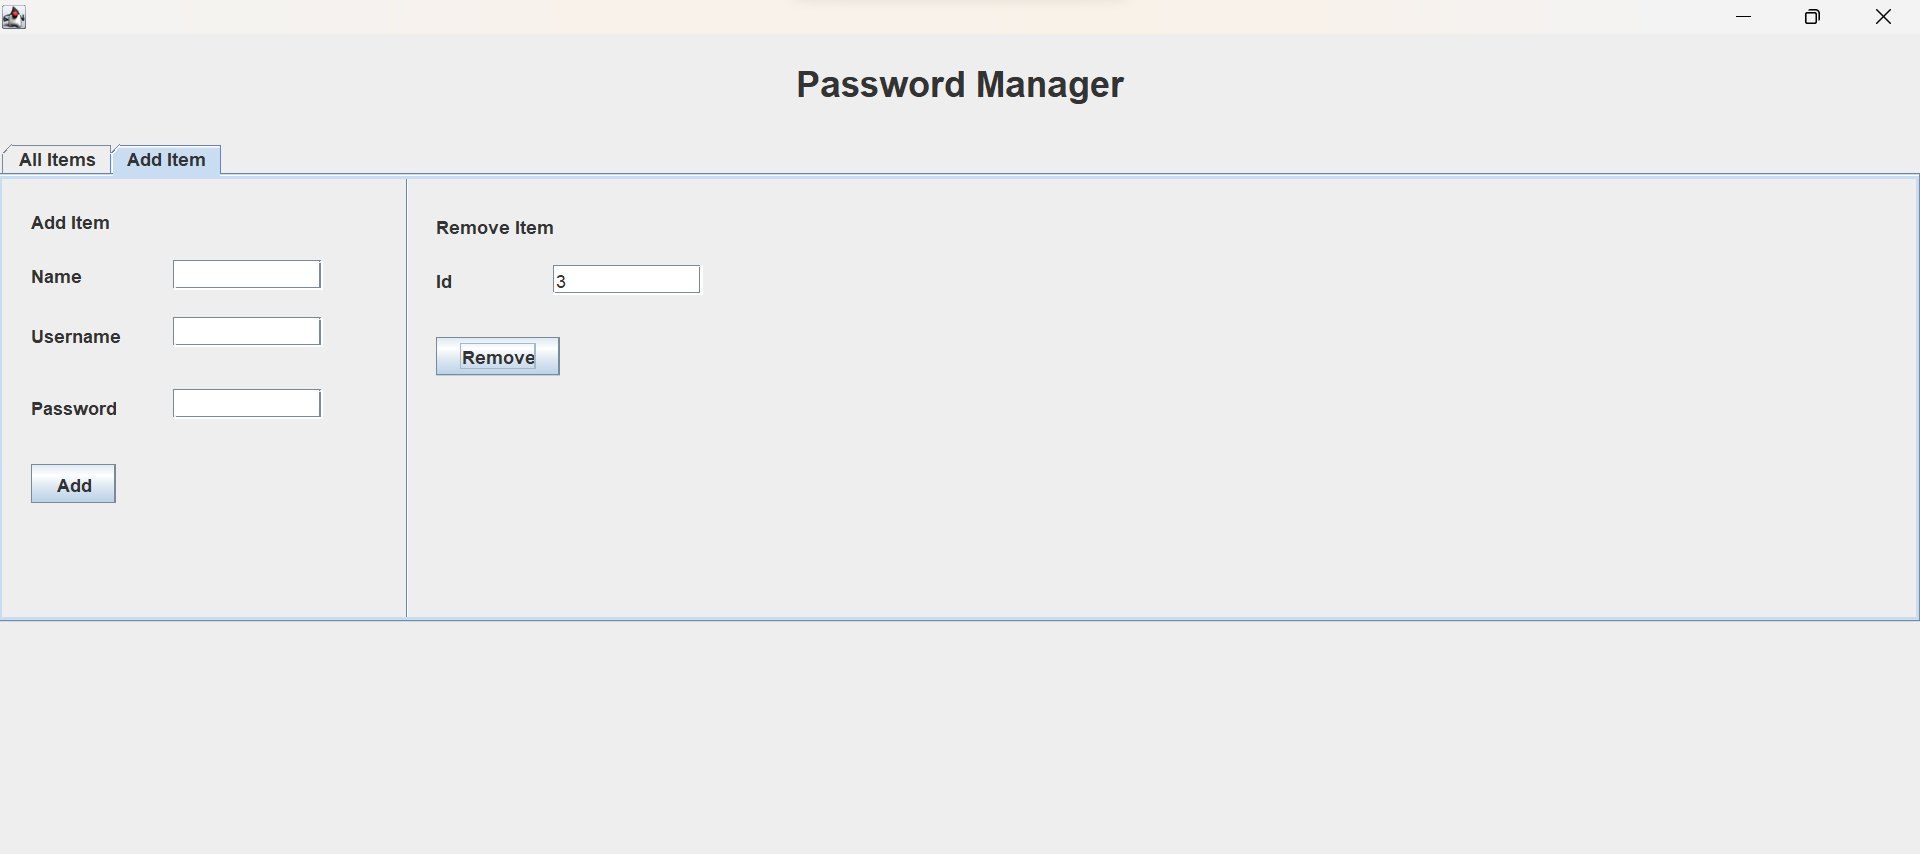 Password Manager
All Items
Add Item
Add Item
Name
Username
Password
Add
Remove Item
Id
3
Remove